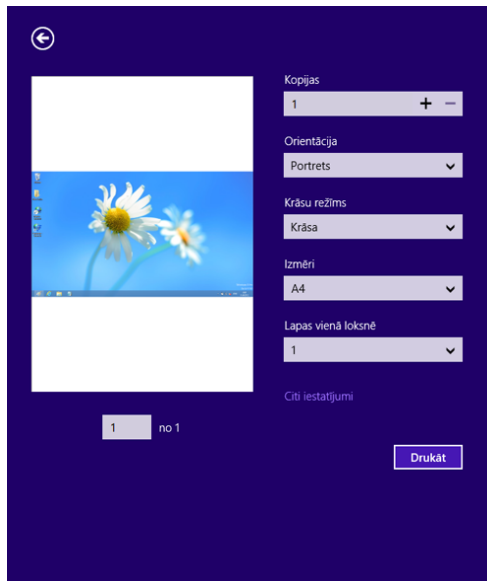 Kopijas
1
Orientācija
Portrets
Krāsu režīms
Krāsa
Izmēri
A4
Lapas vienā loksnē
1
Citi iestatījumi
1 no 1
Drukāt